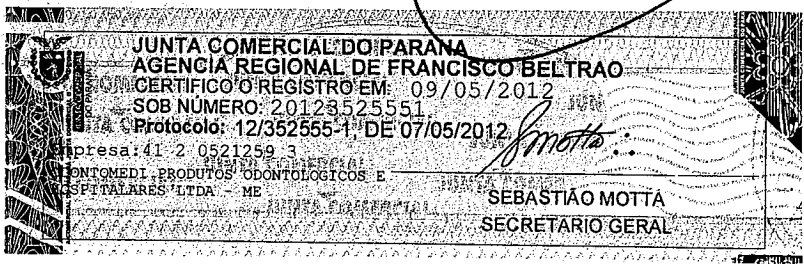 JUNTA COMERCIAL DO PARANA
AGENCIA REGIONAL DE FRANCISCO BELTRAO
CERTIFICO O REGISTRO EM: 09/05/2012
SOB NÚMERO: 20123525551
Protocolo: 12/352555-1, DE 07/05/2012
presa:41 2 0521259 3
ONTOMEDI PRODUTOS ODONTOLOGICOS E
OSPITALARES LTDA - ME
SEBASTIÃO MOTTA
SECRETARIO GERAL